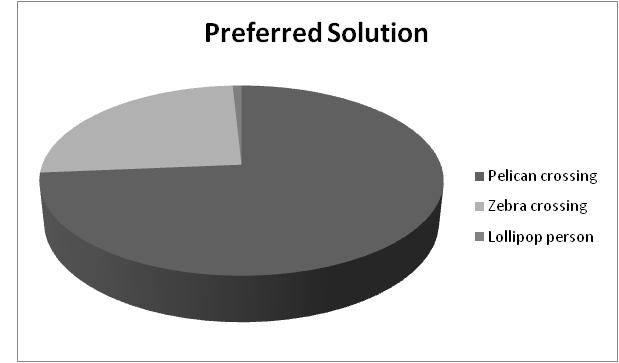 Preferred Solution
Pelican crossing
Zebra crossing
Lollipop person